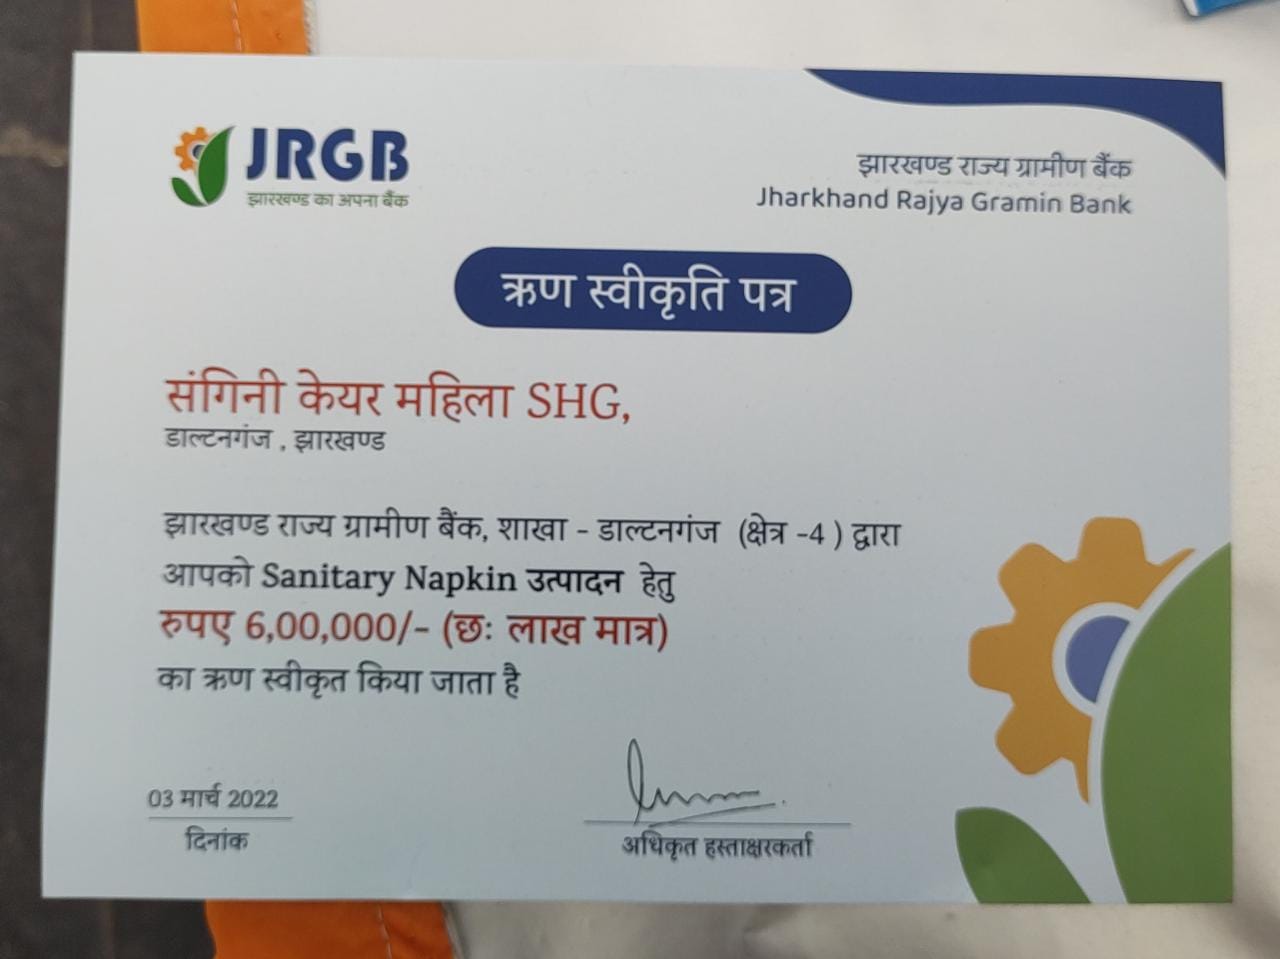 JRGB
झारखण्ड का अपना बैंक
झारखण्ड राज्य ग्रामीण बैंक
Jharkhand Rajya Gramin Bank
ऋण स्वीकृति पत्र
संगिनी केयर महिला SHG,
डाल्टनगंज , झारखण्ड
झारखण्ड राज्य ग्रामीण बैंक, शाखा - डाल्टनगंज (क्षेत्र -4 ) द्वारा
आपको Sanitary Napkin उत्पादन हेतु
रुपए 6,00,000/- (छः लाख मात्र)
का ऋण स्वीकृत किया जाता है
03 मार्च 2022
दिनांक
अधिकृत हस्ताक्षरकर्ता